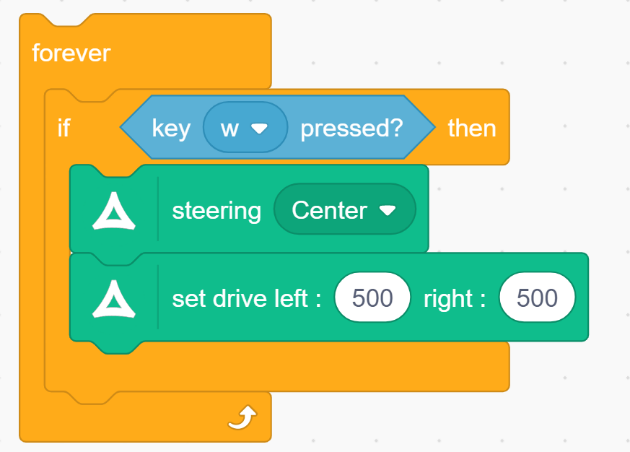 forever
if key w pressed? then
steering Center
set drive left : 500 right : 500